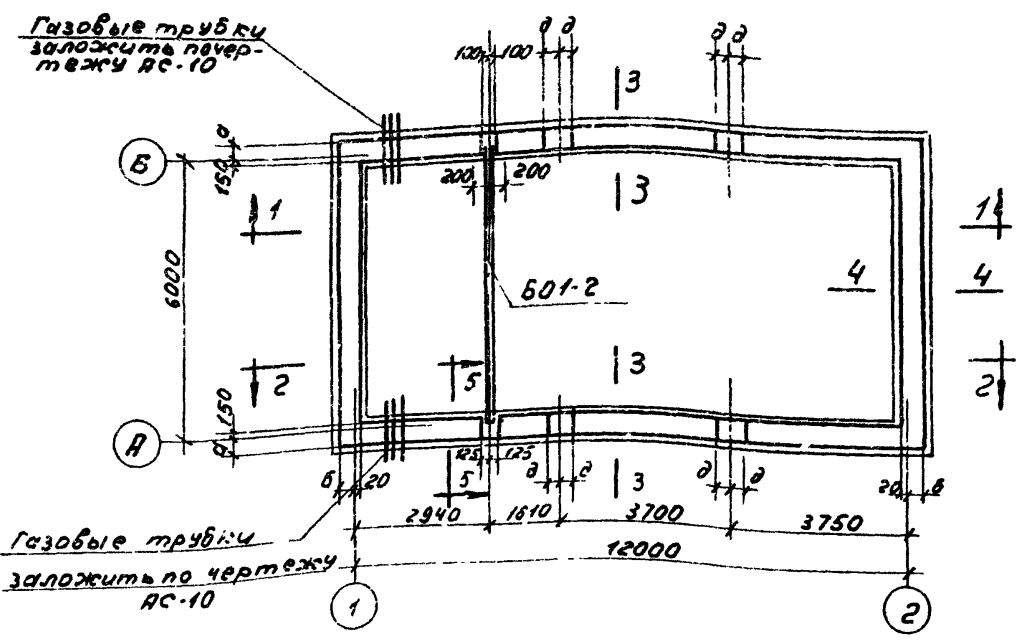 Газовые трубки
заложить по чер-
тежу АС-10
100 100
д д
д д
3
Б
а
150
200 200
3
1
1
6000
БО1-2
4
4
3
2
5
2
150
А
а
125 125
д д
д д
б 20
5
3
20 б
2940 1610 3700 3750
Газовые трубки
12000
заложить по чертежу
АС-10
1
2